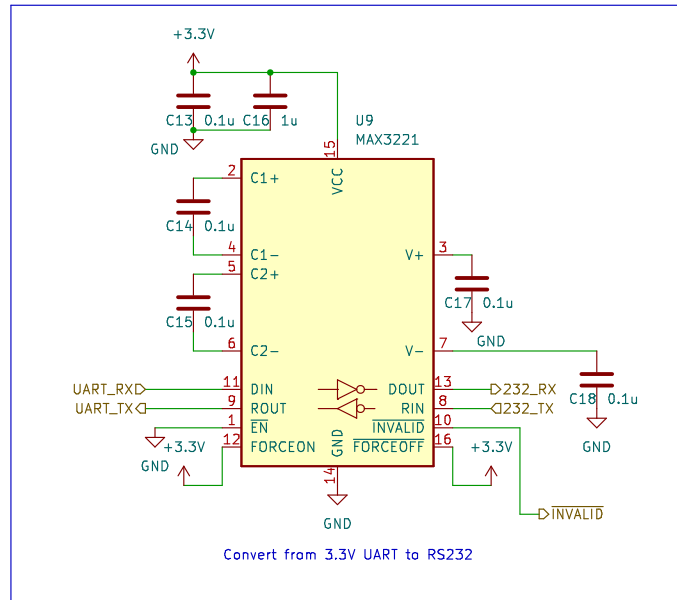 +3.3V
C13 0.1u C16 1u
GND
U9
MAX3221
15
VCC
2 C1+
C14 0.1u
4 C1-
5 C2+
C15 0.1u
6 C2-
V+ 3
C17 0.1u
GND
V- 7
C18 0.1u
GND
UART_RX 11 DIN DOUT 13 232_RX
UART_TX 9 ROUT RIN 8 232_TX
1 EN INVALID 10
GND
+3.3V 12 FORCEON FORCEOFF 16 +3.3V
GND
14
GND
INVALID
Convert from 3.3V UART to RS232